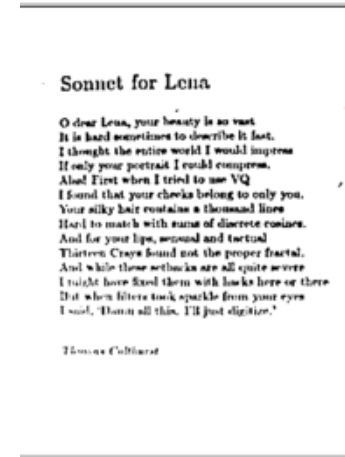 Sonnet for Lena
O dear Lena, your beauty is so vast
It is hard sometimes to describe it fast.
I thought the entire world I would impress
If only your portrait I could compress.
Alas! First when I tried to use VQ
I found that your cheeks belong to only you.
Your silky hair contains a thousand lines
Hard to match with sums of discrete cosines.
And for your lips, sensual and tactual
Thirteen Crays found not the proper fractal.
And while these setbacks are all quite severe
I might have fixed them with hacks here or there
But when filters took sparkle from your eyes
I said, 'Damn all this. I'll just digitize.'
Thomas Colthurst